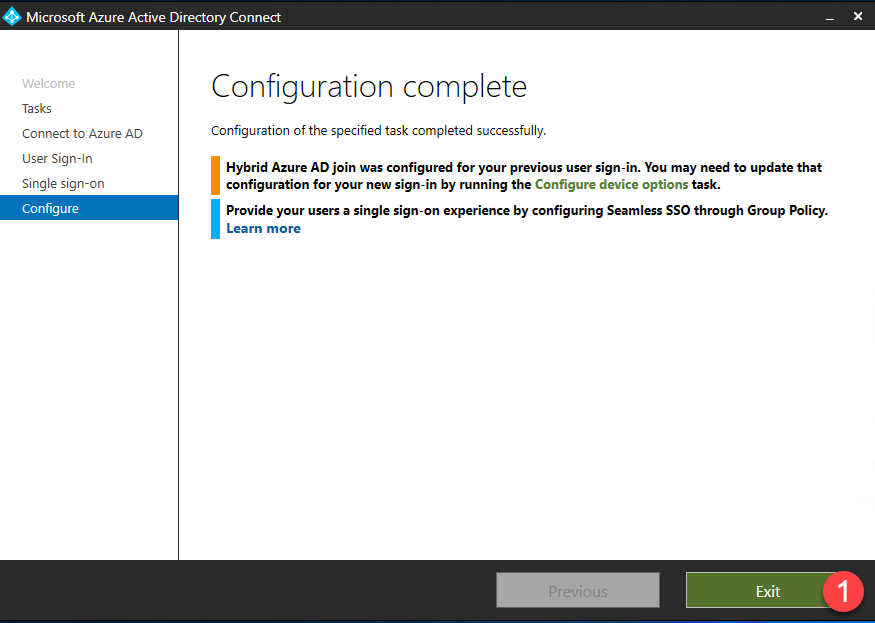 Microsoft Azure Active Directory Connect
Welcome
Tasks
Connect to Azure AD
User Sign-In
Single sign-on
Configure
Configuration complete
Configuration of the specified task completed successfully.
Hybrid Azure AD join was configured for your previous user sign-in. You may need to update that
configuration for your new sign-in by running the Configure device options task.
Provide your users a single sign-on experience by configuring Seamless SSO through Group Policy.
Learn more
Previous
Exit
1